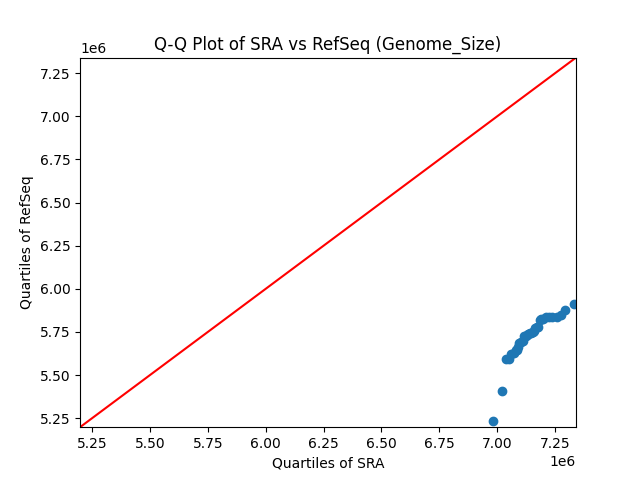 Q-Q Plot of SRA vs RefSeq (Genome_Size)
1e6
7.25
7.00
6.75
6.50
6.25
6.00
5.75
5.50
5.25
Quartiles of RefSeq
5.25 5.50 5.75 6.00 6.25 6.50 6.75 7.00 7.25
Quartiles of SRA
1e6